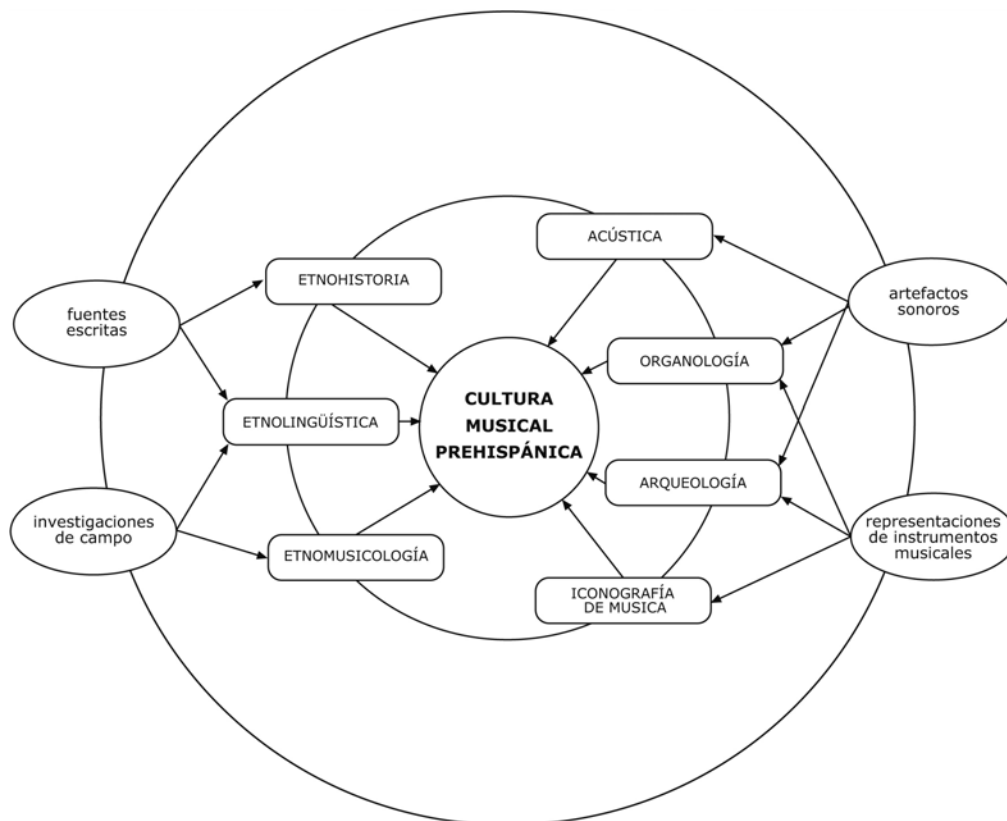 ACÚSTICA
ETNOHISTORIA
fuentes
escritas
artefactos
sonoros
ORGANOLOGÍA
CULTURA
MUSICAL
PREHISPÁNICA
ETNOLINGÜÍSTICA
ARQUEOLOGÍA
investigaciones
de campo
ETNOMUSICOLOGÍA
representaciones
de instrumentos
musicales
ICONOGRAFÍA
DE MUSICA